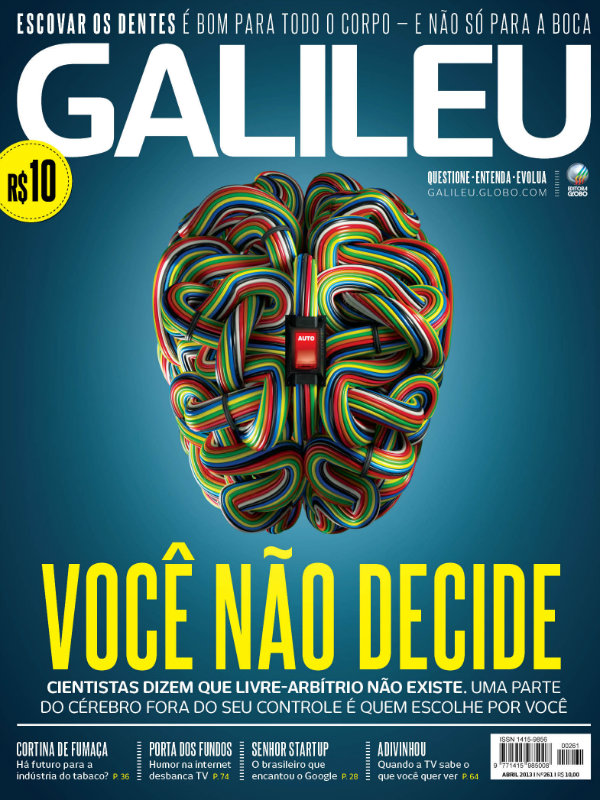 ESCOVAR OS DENTES É BOM PARA TODO O CORPO – E NÃO SÓ PARA A BOCA
GALILEU
R$10
QUESTIONE · ENTENDA · EVOLUA
GALILEU.GLOBO.COM
EDITORA
GLOBO
AUTO
VOCÊ NÃO DECIDE
CIENTISTAS DIZEM QUE LIVRE-ARBÍTRIO NÃO EXISTE. UMA PARTE
DO CÉREBRO FORA DO SEU CONTROLE É QUEM ESCOLHE POR VOCÊ
CORTINA DE FUMAÇA
Há futuro para a
indústria do tabaco? P. 36
PORTA DOS FUNDOS
Humor na internet
desbanca TV P. 74
SENHOR STARTUP
O brasileiro que
encantou o Google P. 28
ADIVINHOU
Quando a TV sabe o
que você quer ver P. 64
ISSN 1415-9856
00261
9 771415 985008
ABRIL 2013 I Nº261 I R$ 10,00